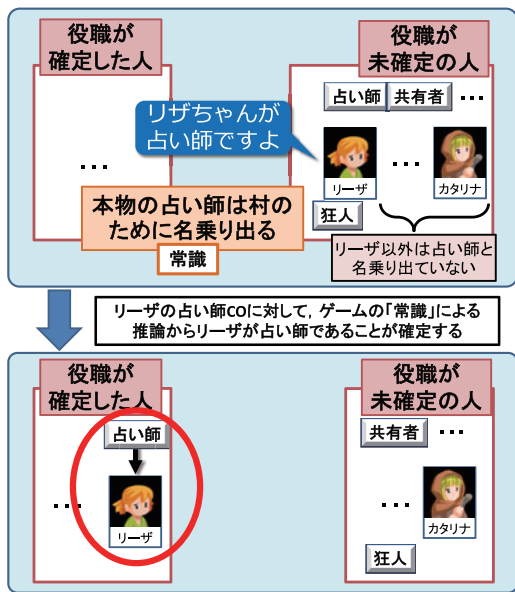 役職が
確定した人
役職が
未確定の人
占い師
共有者
…
リザちゃんが
占い師ですよ
…
リーザ
…
カタリナ
狂人
本物の占い師は村の
ために名乗り出る
常識
リーザ以外は占い師と
名乗り出ていない
リーザの占い師COに対して，ゲームの「常識」による
推論からリーザが占い師であることが確定する
役職が
確定した人
役職が
未確定の人
占い師
共有者
…
…
リーザ
…
カタリナ
狂人